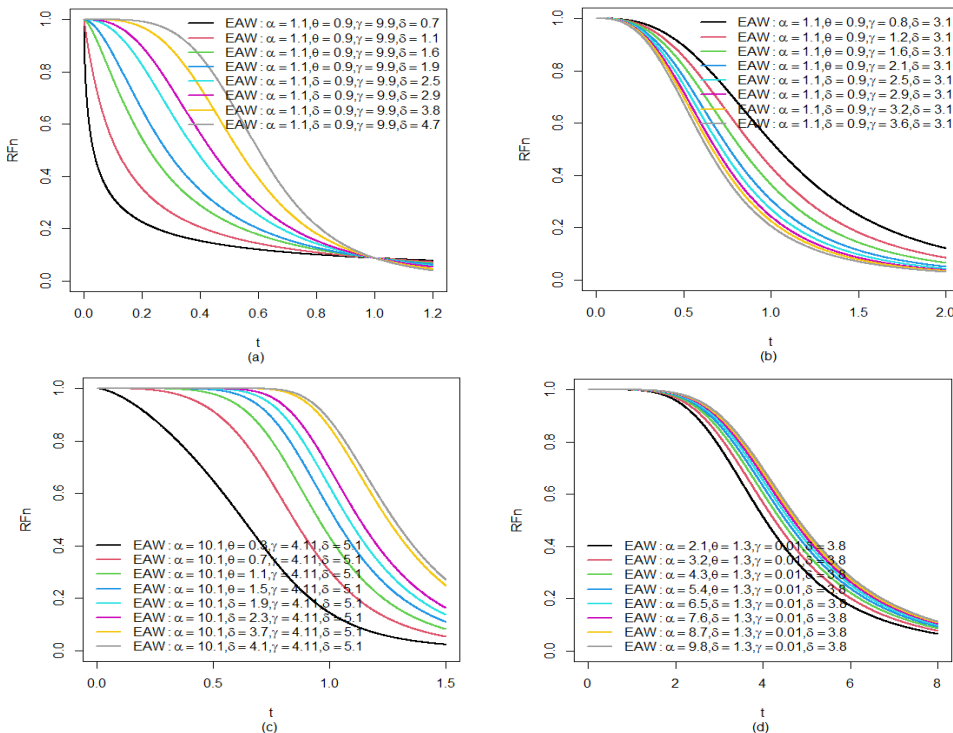 1.0
0.8
0.6
0.4
0.2
0.0
RFn
EAW : α = 1.1,θ = 0.9,γ = 9.9,δ = 0.7
EAW : α = 1.1,θ = 0.9,γ = 9.9,δ = 1.1
EAW : α = 1.1,θ = 0.9,γ = 9.9,δ = 1.6
EAW : α = 1.1,θ = 0.9,γ = 9.9,δ = 1.9
EAW : α = 1.1,δ = 0.9,γ = 9.9,δ = 2.5
EAW : α = 1.1,δ = 0.9,γ = 9.9,δ = 2.9
EAW : α = 1.1,δ = 0.9,γ = 9.9,δ = 3.8
EAW : α = 1.1,δ = 0.9,γ = 9.9,δ = 4.7
0.0 0.2 0.4 0.6 0.8 1.0 1.2
t
(a)
1.0
0.8
0.6
0.4
0.2
0.0
RFn
EAW : α = 1.1,θ = 0.9,γ = 0.8,δ = 3.1
EAW : α = 1.1,θ = 0.9,γ = 1.2,δ = 3.1
EAW : α = 1.1,θ = 0.9,γ = 1.6,δ = 3.1
EAW : α = 1.1,θ = 0.9,γ = 2.1,δ = 3.1
EAW : α = 1.1,δ = 0.9,γ = 2.5,δ = 3.1
EAW : α = 1.1,δ = 0.9,γ = 2.9,δ = 3.1
EAW : α = 1.1,δ = 0.9,γ = 3.2,δ = 3.1
EAW : α = 1.1,δ = 0.9,γ = 3.6,δ = 3.1
0.0 0.5 1.0 1.5 2.0
t
(b)
1.0
0.8
0.6
0.4
0.2
0.0
RFn
EAW : α = 10.1,θ = 0.3,γ = 4.11,δ = 5.1
EAW : α = 10.1,θ = 0.7,γ = 4.11,δ = 5.1
EAW : α = 10.1,θ = 1.1,γ = 4.11,δ = 5.1
EAW : α = 10.1,θ = 1.5,γ = 4.11,δ = 5.1
EAW : α = 10.1,δ = 1.9,γ = 4.11,δ = 5.1
EAW : α = 10.1,δ = 2.3,γ = 4.11,δ = 5.1
EAW : α = 10.1,δ = 3.7,γ = 4.11,δ = 5.1
EAW : α = 10.1,δ = 4.1,γ = 4.11,δ = 5.1
0.0 0.5 1.0 1.5
t
(c)
1.0
0.8
0.6
0.4
0.2
0.0
RFn
EAW : α = 2.1,θ = 1.3,γ = 0.01,δ = 3.8
EAW : α = 3.2,θ = 1.3,γ = 0.01,δ = 3.8
EAW : α = 4.3,θ = 1.3,γ = 0.01,δ = 3.8
EAW : α = 5.4,θ = 1.3,γ = 0.01,δ = 3.8
EAW : α = 6.5,δ = 1.3,γ = 0.01,δ = 3.8
EAW : α = 7.6,δ = 1.3,γ = 0.01,δ = 3.8
EAW : α = 8.7,δ = 1.3,γ = 0.01,δ = 3.8
EAW : α = 9.8,δ = 1.3,γ = 0.01,δ = 3.8
0 2 4 6 8
t
(d)